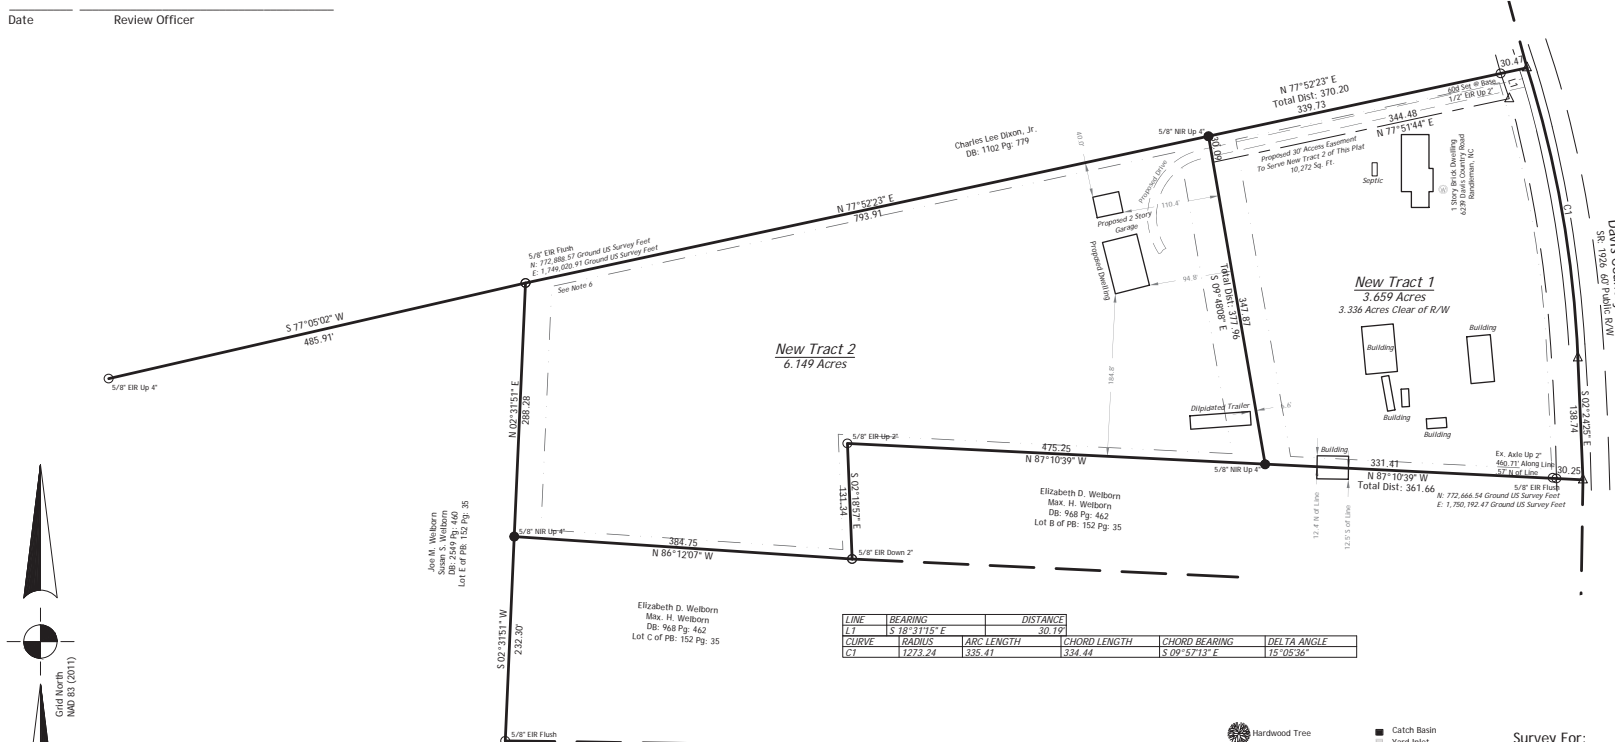 Date
Review Officer
30.47
N 77°52'23" E
Total Dist: 370.20
339.73
60d Set @ Base
1/2" EIR Up 2"
L1
344.48
N 77°51'44" E
5/8" NIR Up 4"
30.09
Charles Lee Dixon, Jr.
DB: 1102 Pg: 779
40.0'
Proposed 30' Access Easement
To Serve New Tract 2 of This Plat
10,272 Sq. Ft.
Septic
W
1 Story Brick Dwelling
6239 Davis Country Road
Randleman, NC
C1
SR: 1926 60' Public R/W
Proposed Drive
110.4'
N 77°52'23" E
793.91
Proposed 2 Story
Garage
Proposed Dwelling
94.8'
5/8" EIR Flush
N: 772,888.57 Ground US Survey Feet
E: 1,749,020.91 Ground US Survey Feet
See Note 6
S 77°05'02" W
485.91'
5/8" EIR Up 4"
New Tract 2
6.149 Acres
Total Dist: 377.96
S 09°48'08" E
347.87
New Tract 1
3.659 Acres
3.336 Acres Clear of R/W
Building
Building
Building
Building
184.8'
Dilpidated Trailer
6.6'
N 02°31'51" E
288.28
S 02°24'25" E
138.74
5/8" EIR Up 2"
475.25
N 87°10'39" W
5/8" NIR Up 4"
Building
331.41
N 87°10'39" W
Total Dist: 361.66
Ex. Axle Up 2"
460.71' Along Line
57' N of Line
30.25
5/8" EIR Flush
N: 772,666.54 Ground US Survey Feet
E: 1,750,192.47 Ground US Survey Feet
12.4' N of Line
12.5' S of Line
S 02°18'57" E
131.34
Elizabeth D. Welborn
Max. H. Welborn
DB: 968 Pg: 462
Lot B of PB: 152 Pg: 35
Joe M. Welborn
Susan S. Welborn
DB: 2549 Pg: 460
Lot E of PB: 152 Pg: 35
5/8" NIR Up 4"
384.75
N 86°12'07" W
5/8" EIR Down 2"
Elizabeth D. Welborn
Max. H. Welborn
DB: 968 Pg: 462
Lot C of PB: 152 Pg: 35
S 02°31'51" W
232.30'
5/8" EIR Flush
Grid North
NAD 83 (2011)
LINE BEARING DISTANCE
L1 S 18°31'15" E 30.19'
CURVE RADIUS ARC LENGTH CHORD LENGTH CHORD BEARING DELTA ANGLE
C1 1273.24 335.41 334.44 S 09°57'13" E 15°05'36"
Hardwood Tree
Catch Basin
Yard Inlet
Survey For: